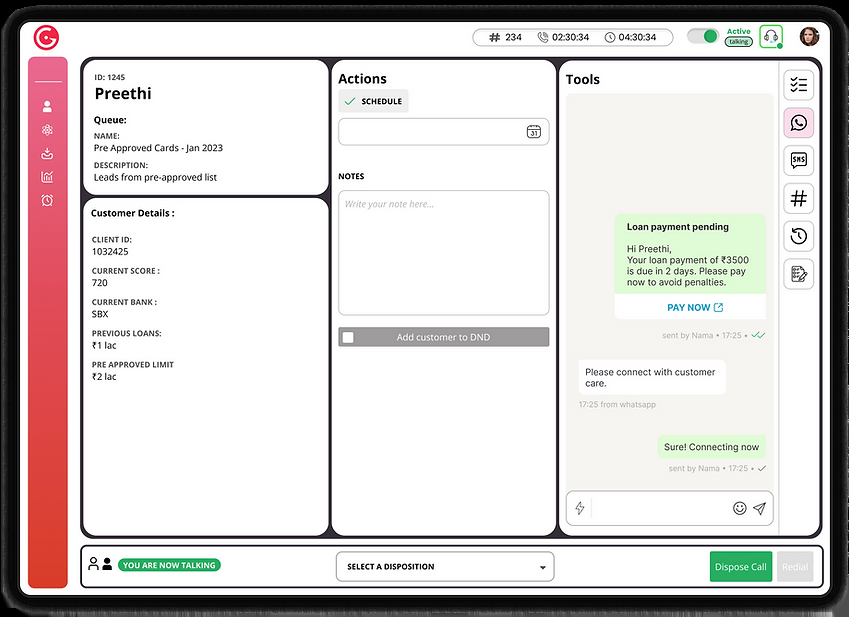 # 234
02:30:34
04:30:34
Active
talking
ID: 1245
Preethi
Queue:
NAME:
Pre Approved Cards - Jan 2023
DESCRIPTION:
Leads from pre-approved list
Customer Details :
CLIENT ID:
1032425
CURRENT SCORE :
720
CURRENT BANK :
SBX
PREVIOUS LOANS:
₹1 lac
PRE APPROVED LIMIT
₹2 lac
Actions
SCHEDULE
31
NOTES
Write your note here...
Add customer to DND
Tools
Loan payment pending
Hi Preethi,
Your loan payment of ₹3500
is due in 2 days. Please pay
now to avoid penalties.
PAY NOW
sent by Nama • 17:25 •
Please connect with customer
care.
17:25 from whatsapp
Sure! Connecting now
sent by Nama • 17:25 •
SMS
#
YOU ARE NOW TALKING
SELECT A DISPOSITION
Dispose Call
Redial